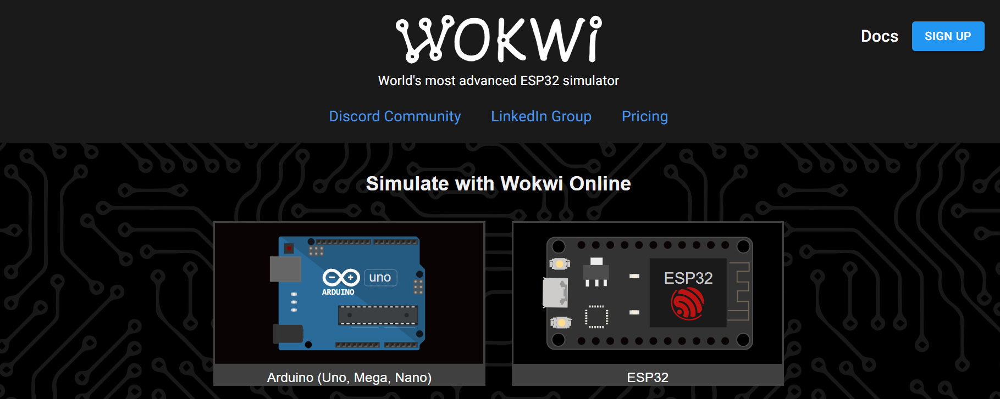 WOKWi
Docs
SIGN UP
World's most advanced ESP32 simulator
Discord Community
LinkedIn Group
Pricing
Simulate with Wokwi Online
uno
ARDUINO
ESP32
Arduino (Uno, Mega, Nano)
ESP32